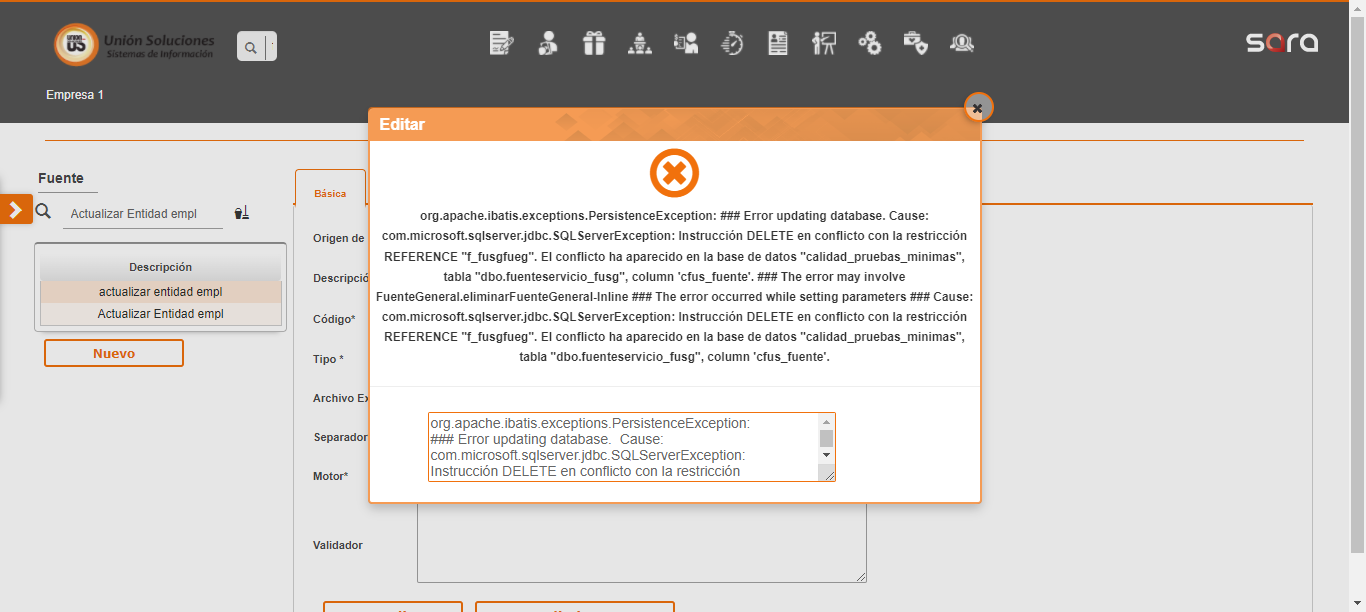 Unión Soluciones
Sistemas de Información
sara
Empresa 1
Editar
Fuente
Actualizar Entidad empl
Descripción
actualizar entidad empl
Actualizar Entidad empl
Nuevo
Básica
Origen de
Descripció
Código*
Tipo *
Archivo Ex
Separador
Motor*
Validador
org.apache.ibatis.exceptions.PersistenceException: ### Error updating database. Cause:
com.microsoft.sqlserver.jdbc.SQLServerException: Instrucción DELETE en conflicto con la restricción
REFERENCE "f_fusgfueg". El conflicto ha aparecido en la base de datos "calidad_pruebas_minimas",
tabla "dbo.fuenteservicio_fusg", column 'cfus_fuente'. ### The error may involve
FuenteGeneral.eliminarFuenteGeneral-Inline ### The error occurred while setting parameters ### Cause:
com.microsoft.sqlserver.jdbc.SQLServerException: Instrucción DELETE en conflicto con la restricción
REFERENCE "f_fusgfueg". El conflicto ha aparecido en la base de datos "calidad_pruebas_minimas",
tabla "dbo.fuenteservicio_fusg", column 'cfus_fuente'.
org.apache.ibatis.exceptions.PersistenceException:
### Error updating database.  Cause:
com.microsoft.sqlserver.jdbc.SQLServerException:
Instrucción DELETE en conflicto con la restricción